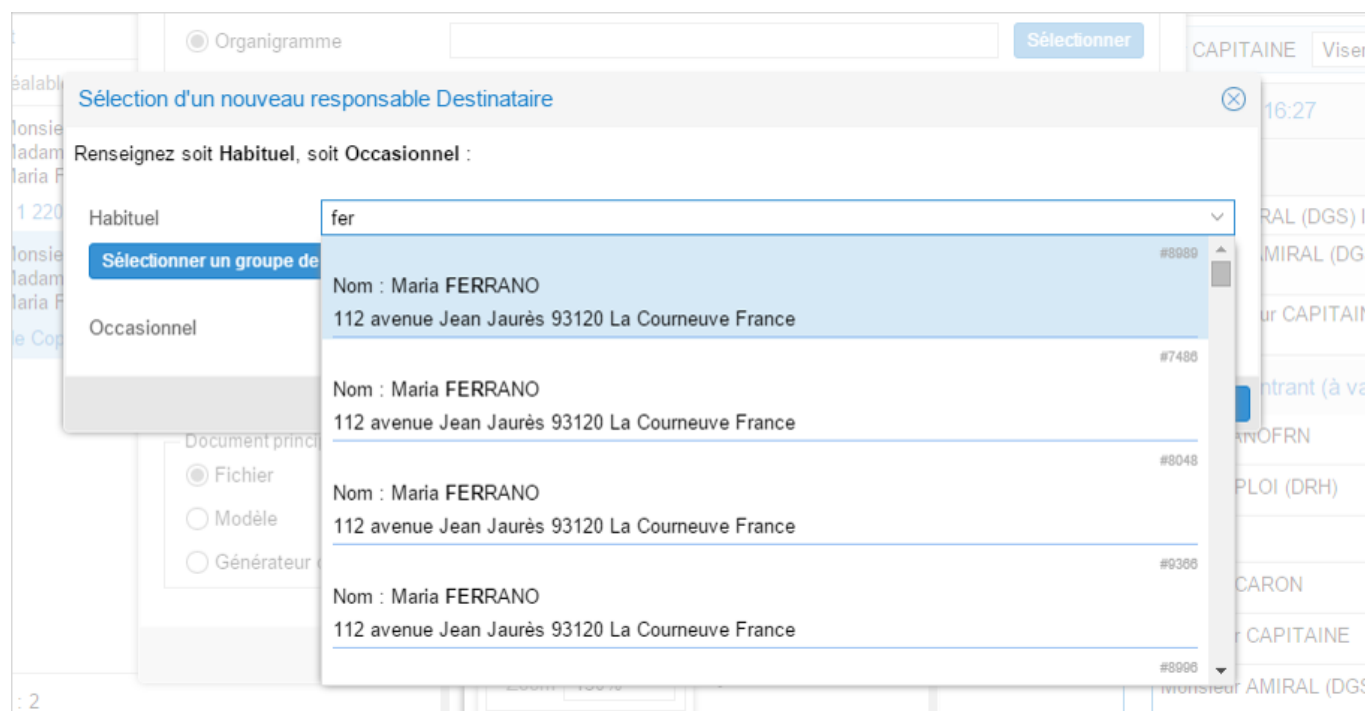 Organigramme
Sélectionner
CAPITAINE
Sélection d'un nouveau responsable Destinataire
16:27
Renseignez soit Habituel, soit Occasionnel :
1 220
Habituel
fer
Sélectionner un groupe de
#8989
Nom : Maria FERRANO
112 avenue Jean Jaurès 93120 La Courneuve France
Occasionnel
#7486
Nom : Maria FERRANO
112 avenue Jean Jaurès 93120 La Courneuve France
Document princi
#8048
Fichier
Nom : Maria FERRANO
Modèle
112 avenue Jean Jaurès 93120 La Courneuve France
Générateur
#9366
CARON
Nom : Maria FERRANO
112 avenue Jean Jaurès 93120 La Courneuve France
CAPITAINE
#8996
Monsieur AMIRAL (DGS
: 2